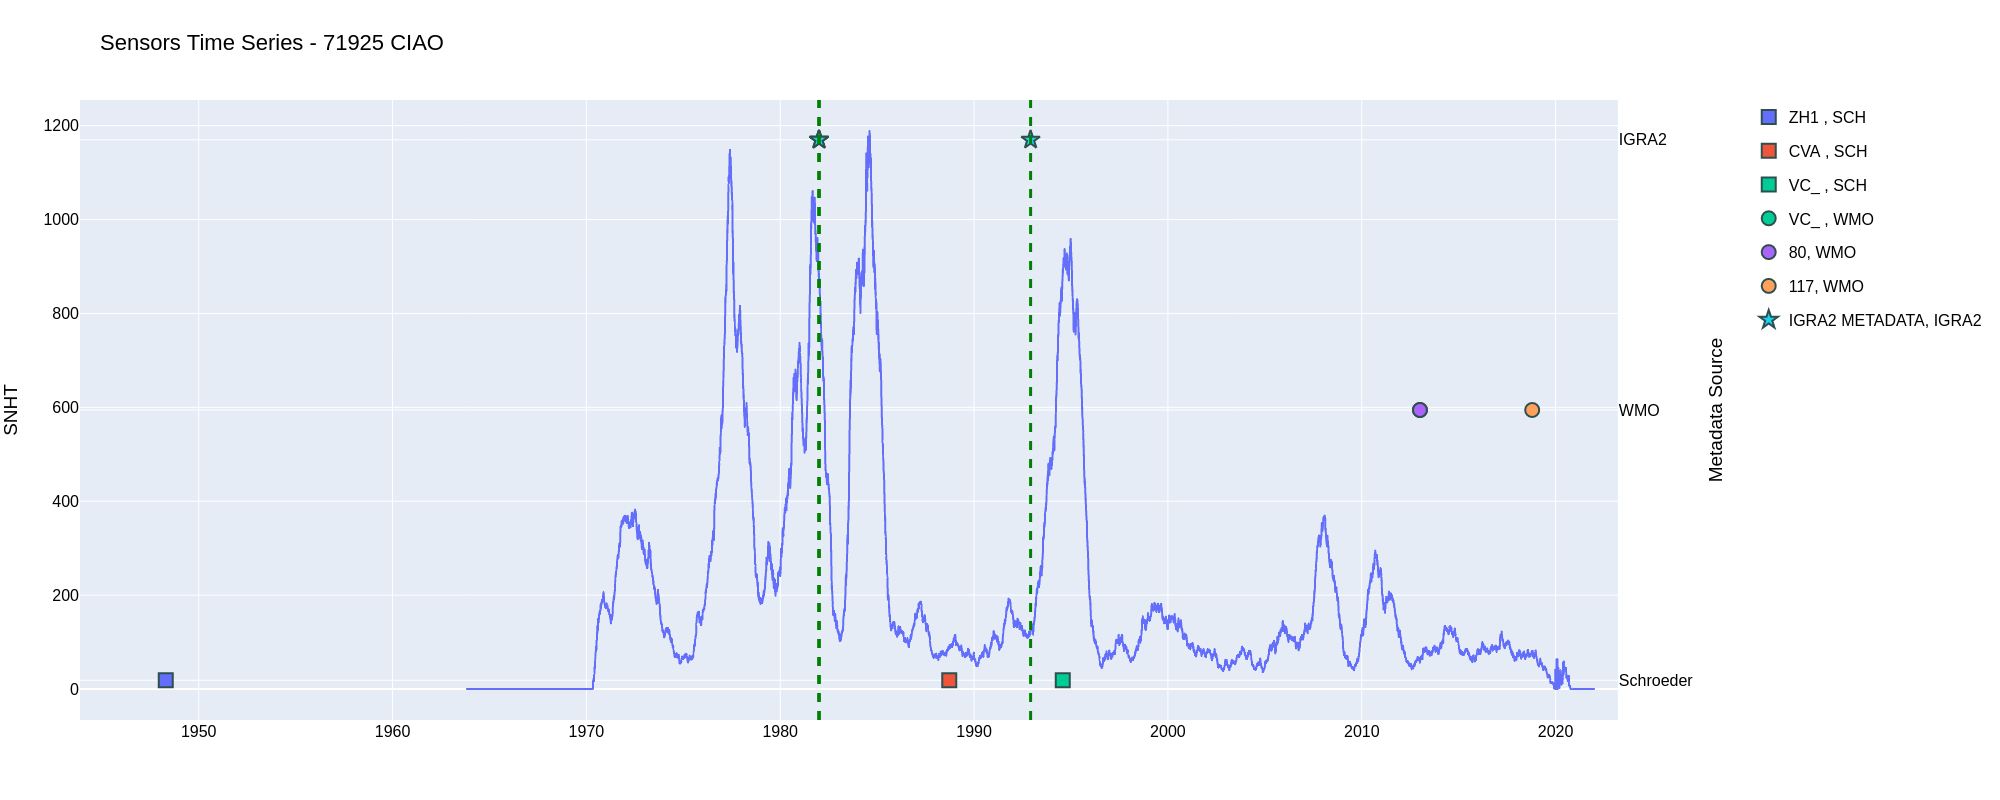 Sensors Time Series - 71925 CIAO
SNHT
1200
1000
800
600
400
200
0
1950
1960
1970
1980
1990
2000
2010
2020
IGRA2
WMO
Schroeder
Metadata Source
ZH1 , SCH
CVA , SCH
VC_ , SCH
VC_ , WMO
80, WMO
117, WMO
IGRA2 METADATA, IGRA2